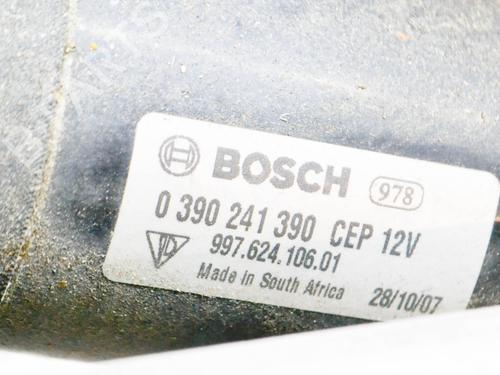 BOSCH 978
0 390 241 390 CEP 12V
997.624.106.01
Made in South Africa 28/10/07